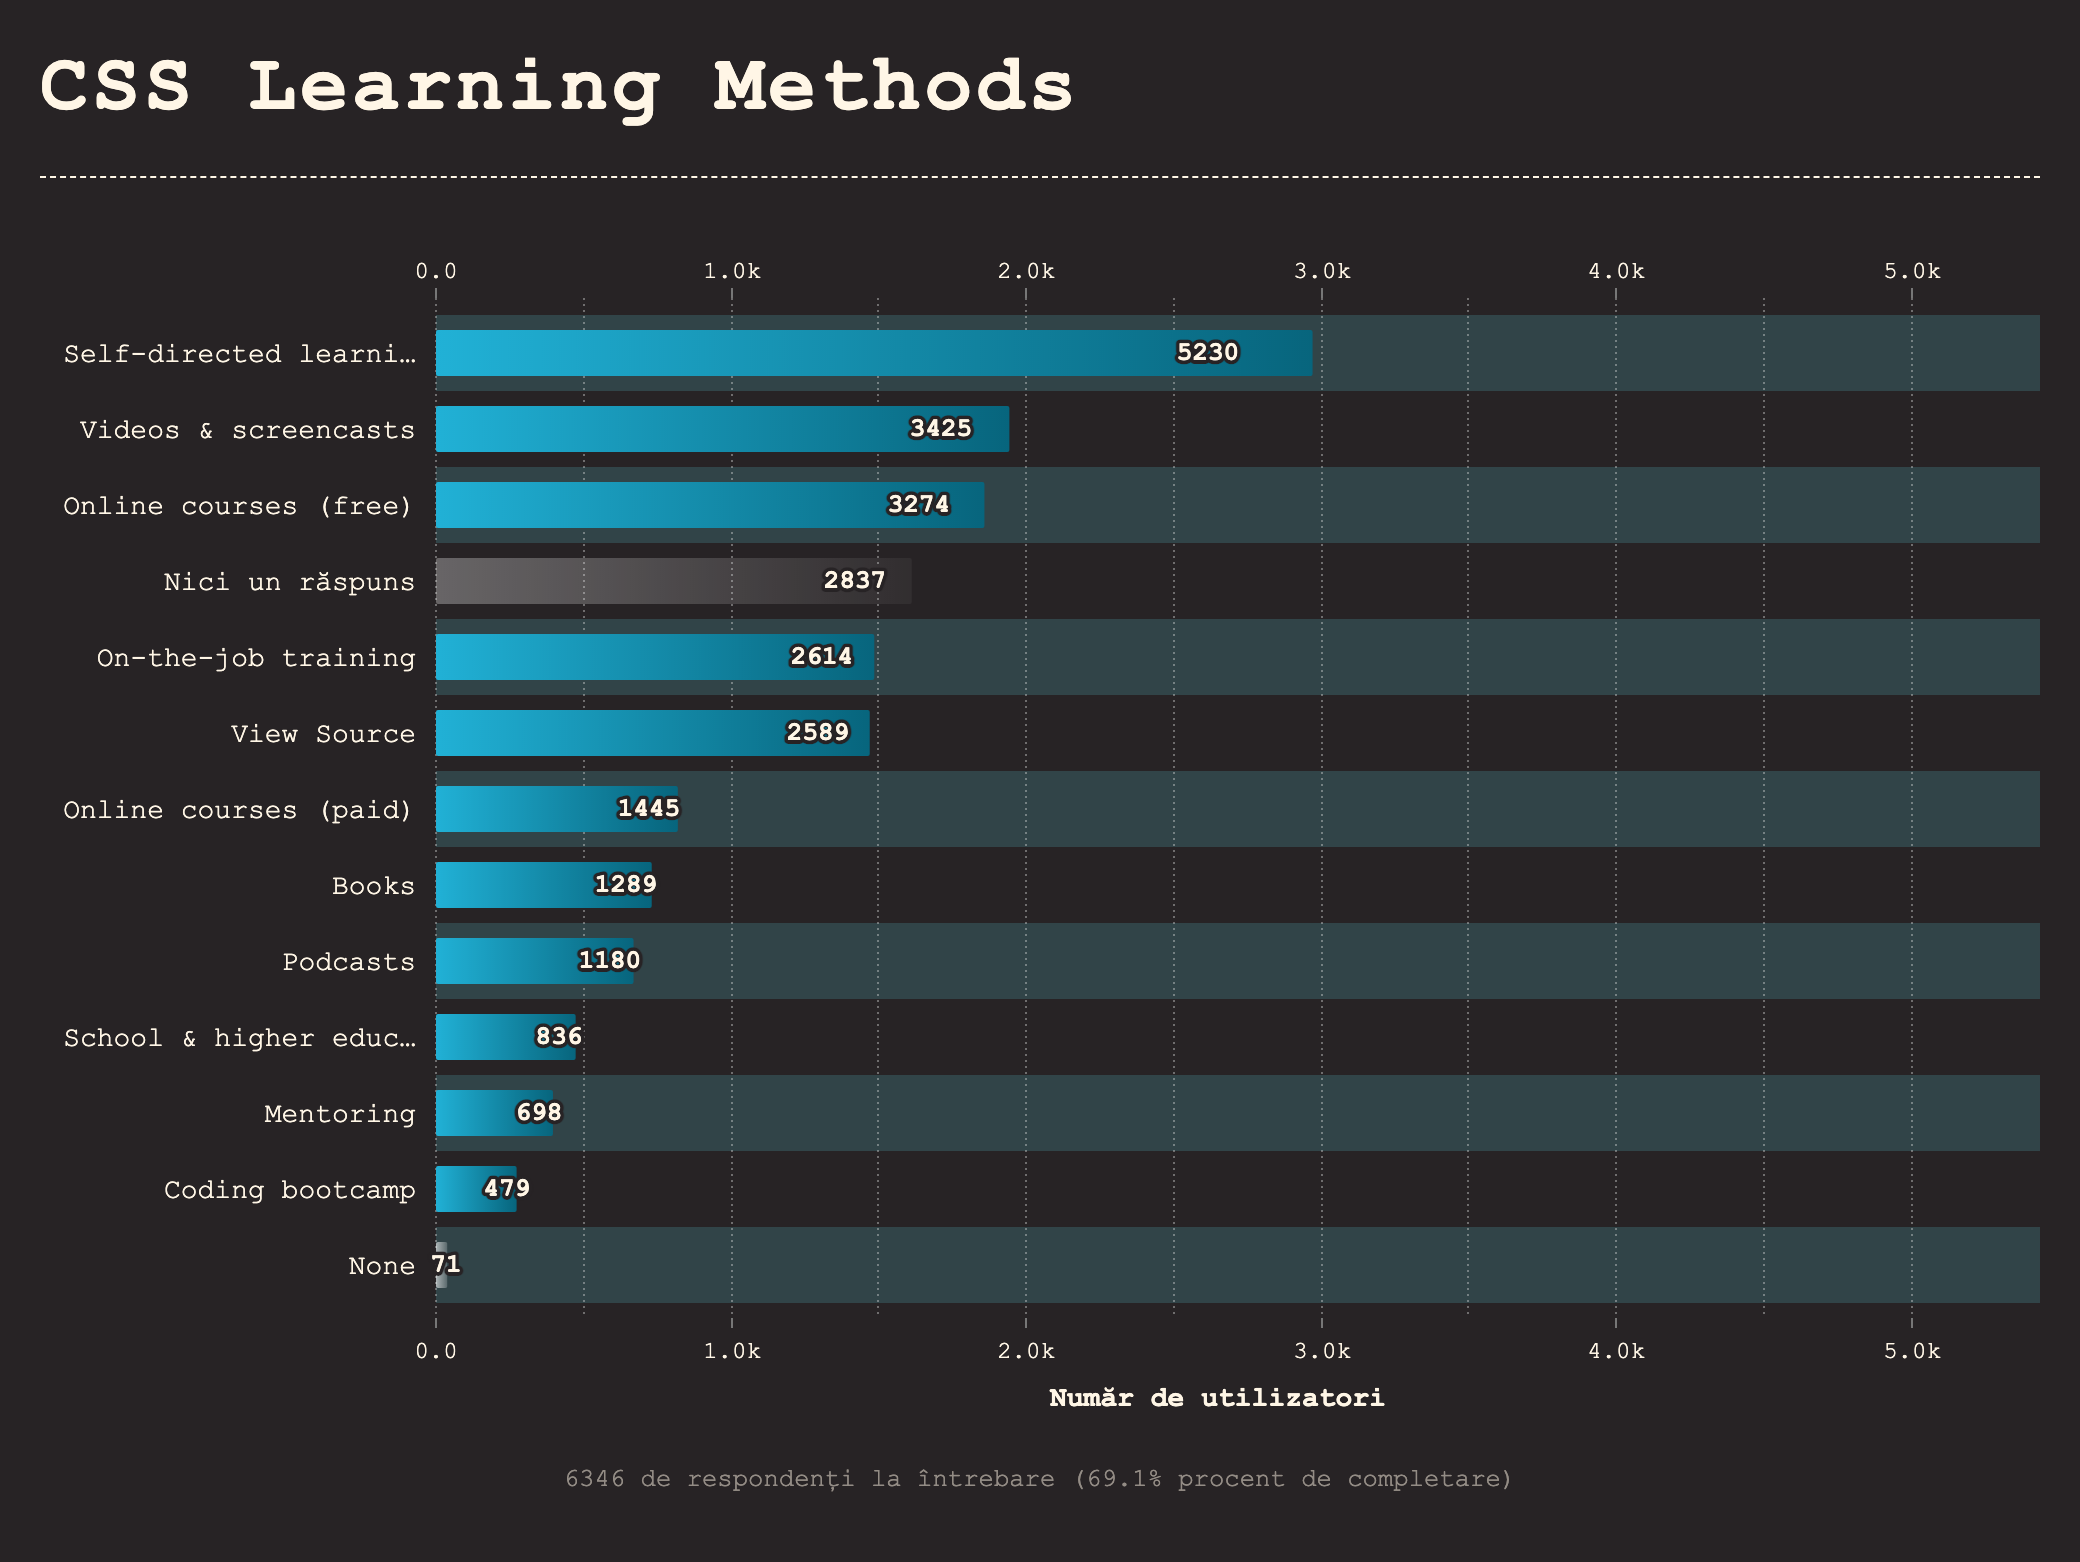 CSS Learning Methods
0.0 1.0k 2.0k 3.0k 4.0k 5.0k
Self-directed learni… 5230
Videos & screencasts 3425
Online courses (free) 3274
Nici un răspuns 2837
On-the-job training 2614
View Source 2589
Online courses (paid) 1445
Books 1289
Podcasts 1180
School & higher educ… 836
Mentoring 698
Coding bootcamp 479
None 71
0.0 1.0k 2.0k 3.0k 4.0k 5.0k
Număr de utilizatori
6346 de respondenți la întrebare (69.1% procent de completare)